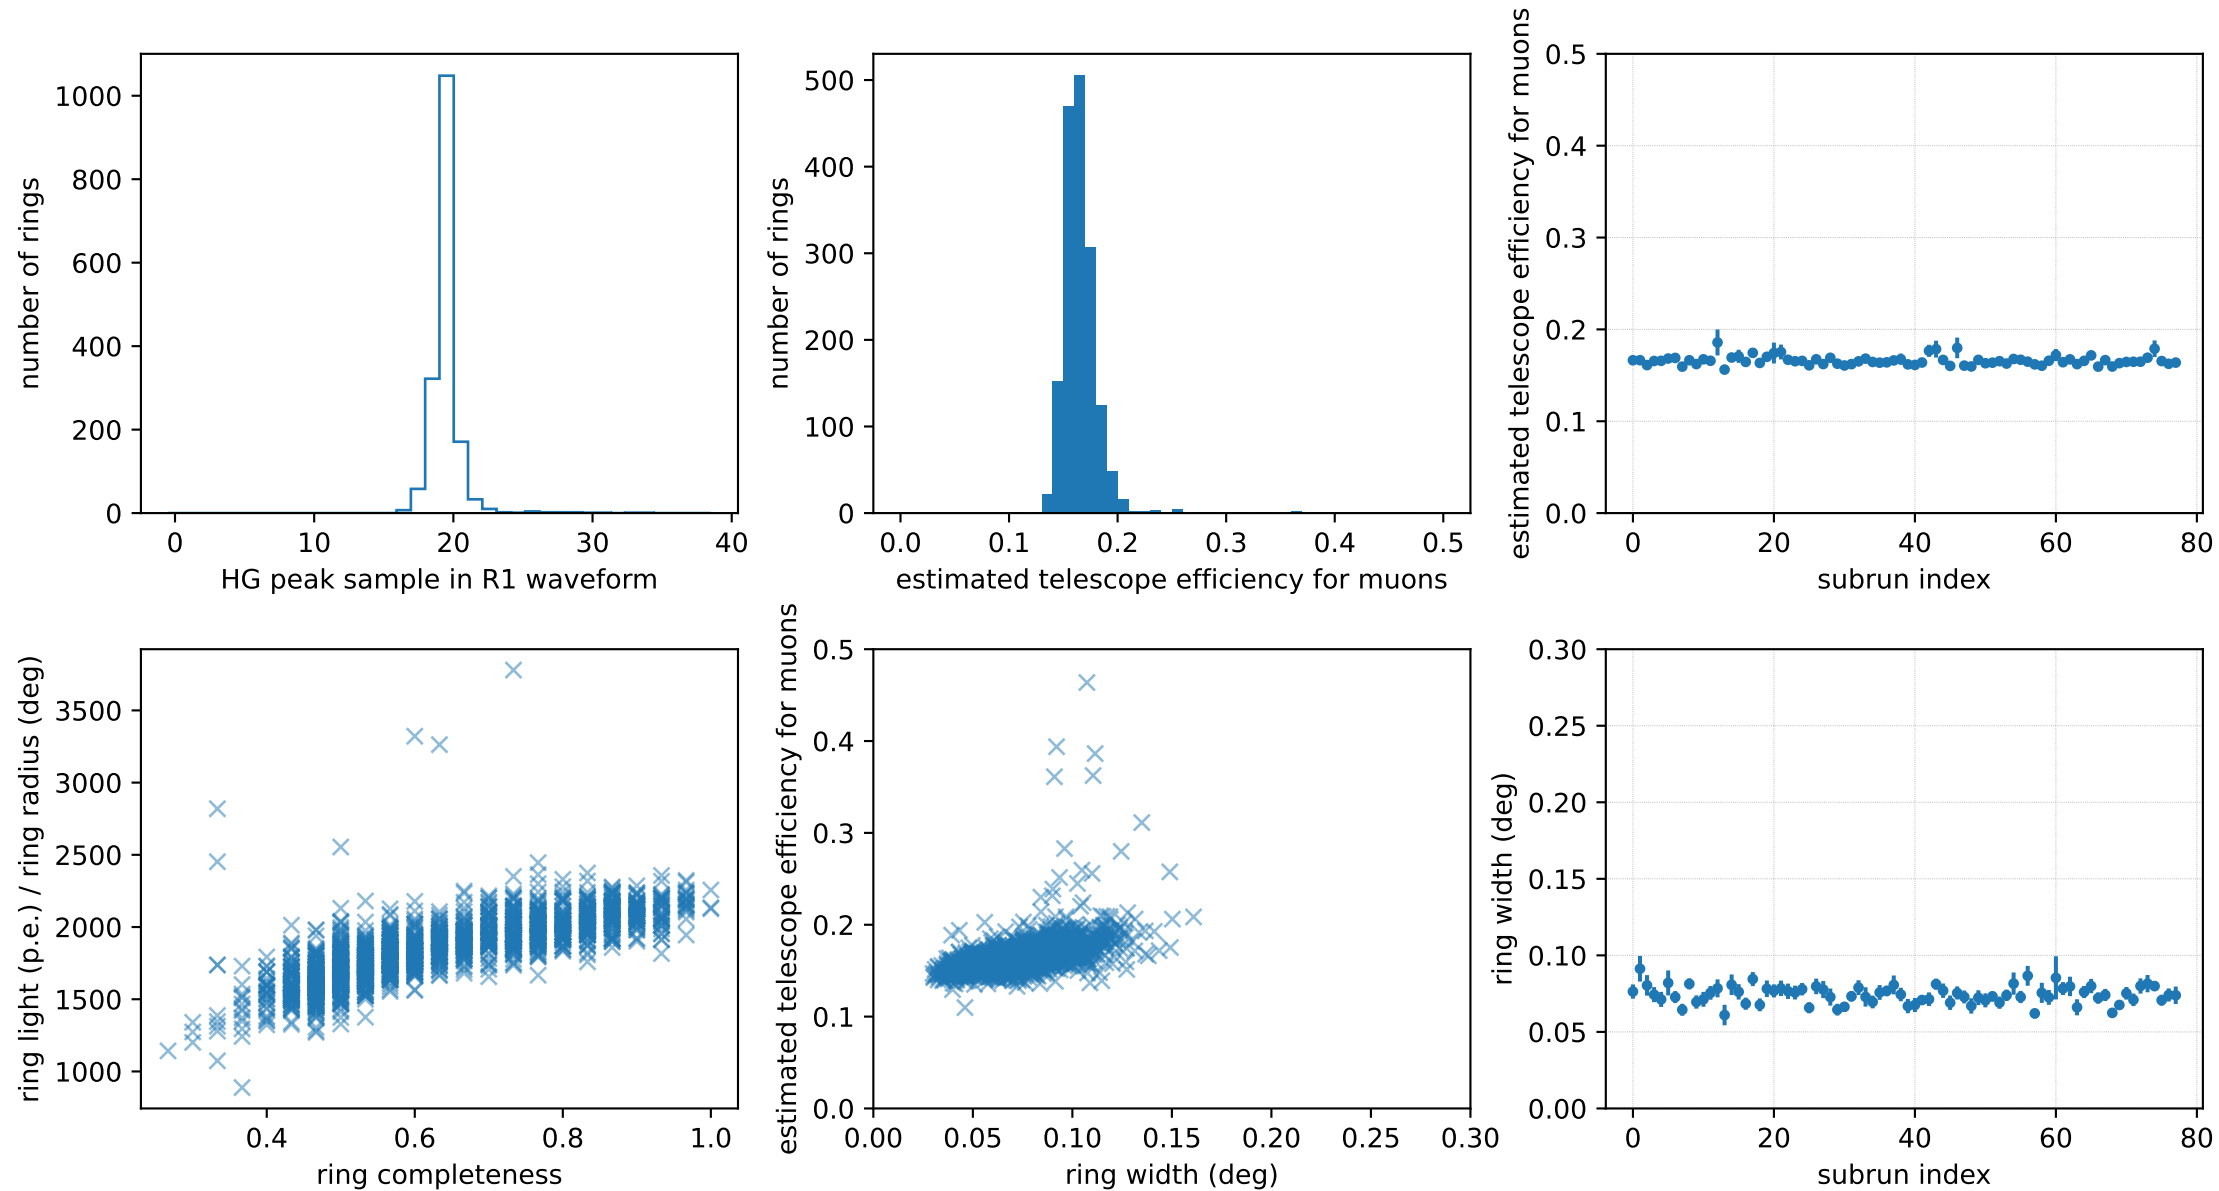 number of rings
1000
800
600
400
200
0
0 10 20 30 40
HG peak sample in R1 waveform
number of rings
500
400
300
200
100
0
0.0 0.1 0.2 0.3 0.4 0.5
estimated telescope efficiency for muons
estimated telescope efficiency for muons
0.5
0.4
0.3
0.2
0.1
0.0
0 20 40 60 80
subrun index
ring light (p.e.) / ring radius (deg)
3500
3000
2500
2000
1500
1000
0.4 0.6 0.8 1.0
ring completeness
estimated telescope efficiency for muons
0.5
0.4
0.3
0.2
0.1
0.0
0.00 0.05 0.10 0.15 0.20 0.25 0.30
ring width (deg)
ring width (deg)
0.30
0.25
0.20
0.15
0.10
0.05
0.00
0 20 40 60 80
subrun index